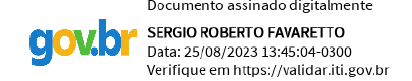 Documento assinado digitalmente
gov.br
SERGIO ROBERTO FAVARETTO
Data: 25/08/2023 13:45:04-0300
Verifique em https://validar.iti.gov.br